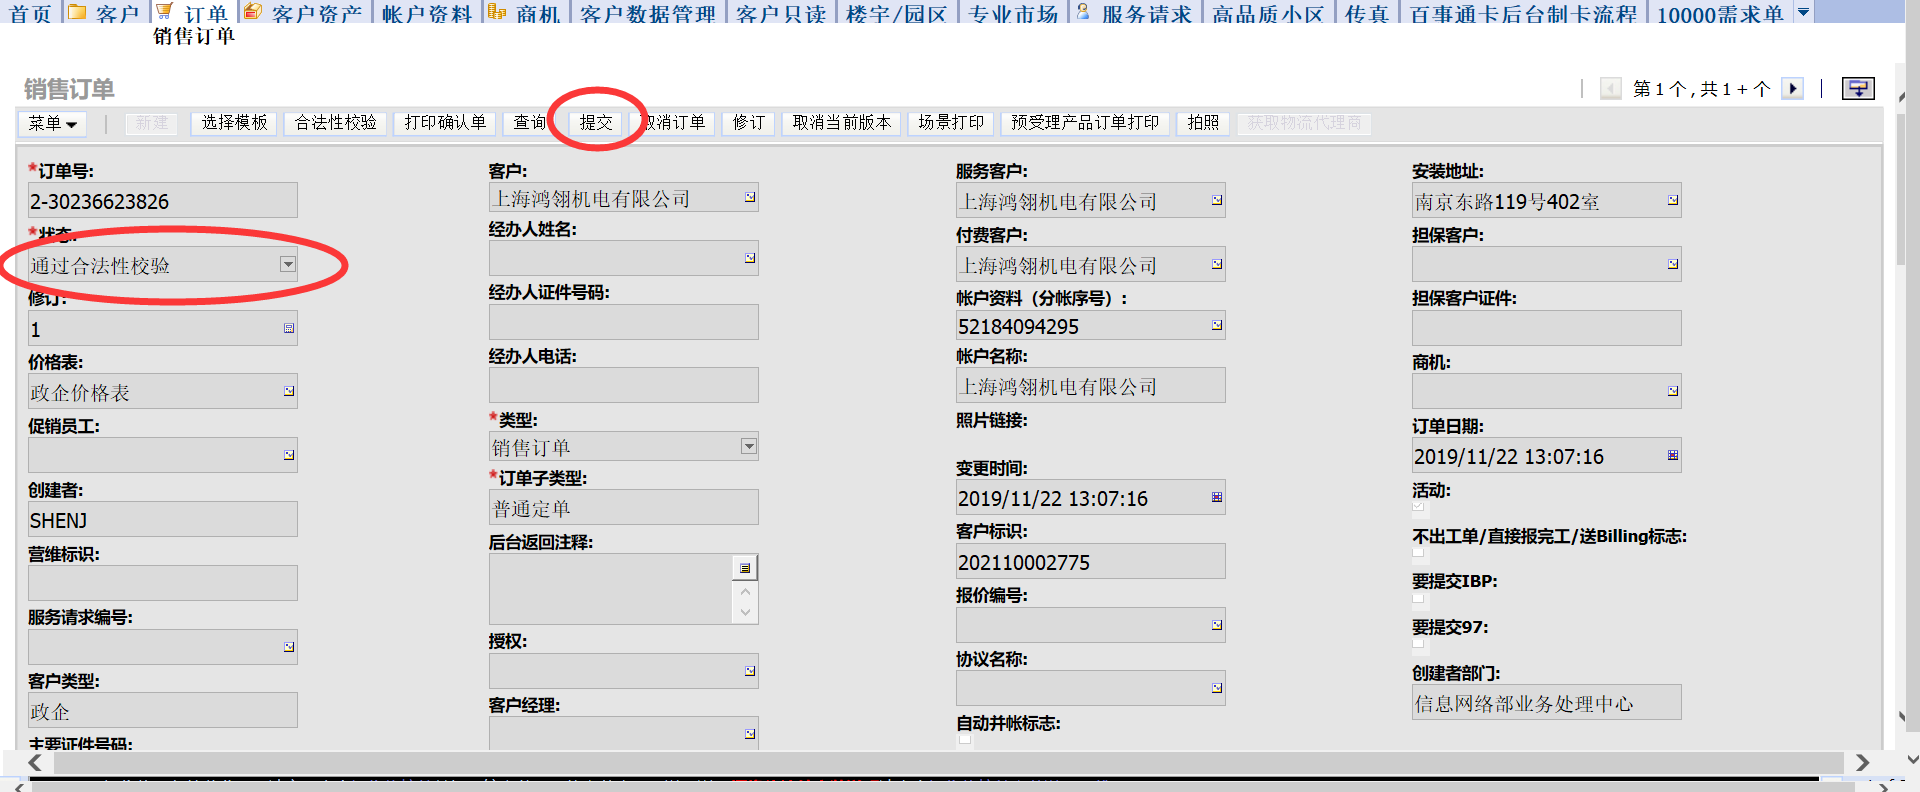 首页 客户 订单 客户资产 帐户资料 商机 客户数据管理 客户只读 楼宇/园区 专业市场 服务请求 高品质小区 传真 百事通卡后台制卡流程 10000需求单
销售订单
销售订单
第1个,共1+个
菜单 新建 选择模板 合法性校验 打印确认单 查询 提交 取消订单 修订 取消当前版本 场景打印 预受理产品订单打印 拍照 获取物流代理商
*订单号:
2-30236623826
*状态:
通过合法性校验
修订:
1
价格表:
政企价格表
促销员工:
创建者:
SHENJ
营维标识:
服务请求编号:
客户类型:
政企
主要证件号码:
客户:
上海鸿翎机电有限公司
经办人姓名:
经办人证件号码:
经办人电话:
*类型:
销售订单
*订单子类型:
普通定单
后台返回注释:
授权:
客户经理:
服务客户:
上海鸿翎机电有限公司
付费客户:
上海鸿翎机电有限公司
帐户资料（分帐序号）:
52184094295
帐户名称:
上海鸿翎机电有限公司
照片链接:
变更时间:
2019/11/22 13:07:16
客户标识:
202110002775
报价编号:
协议名称:
自动并帐标志:
安装地址:
南京东路119号402室
担保客户:
担保客户证件:
商机:
订单日期:
2019/11/22 13:07:16
活动:
不出工单/直接报完工/送Billing标志:
要提交IBP:
要提交97:
创建者部门:
信息网络部业务处理中心